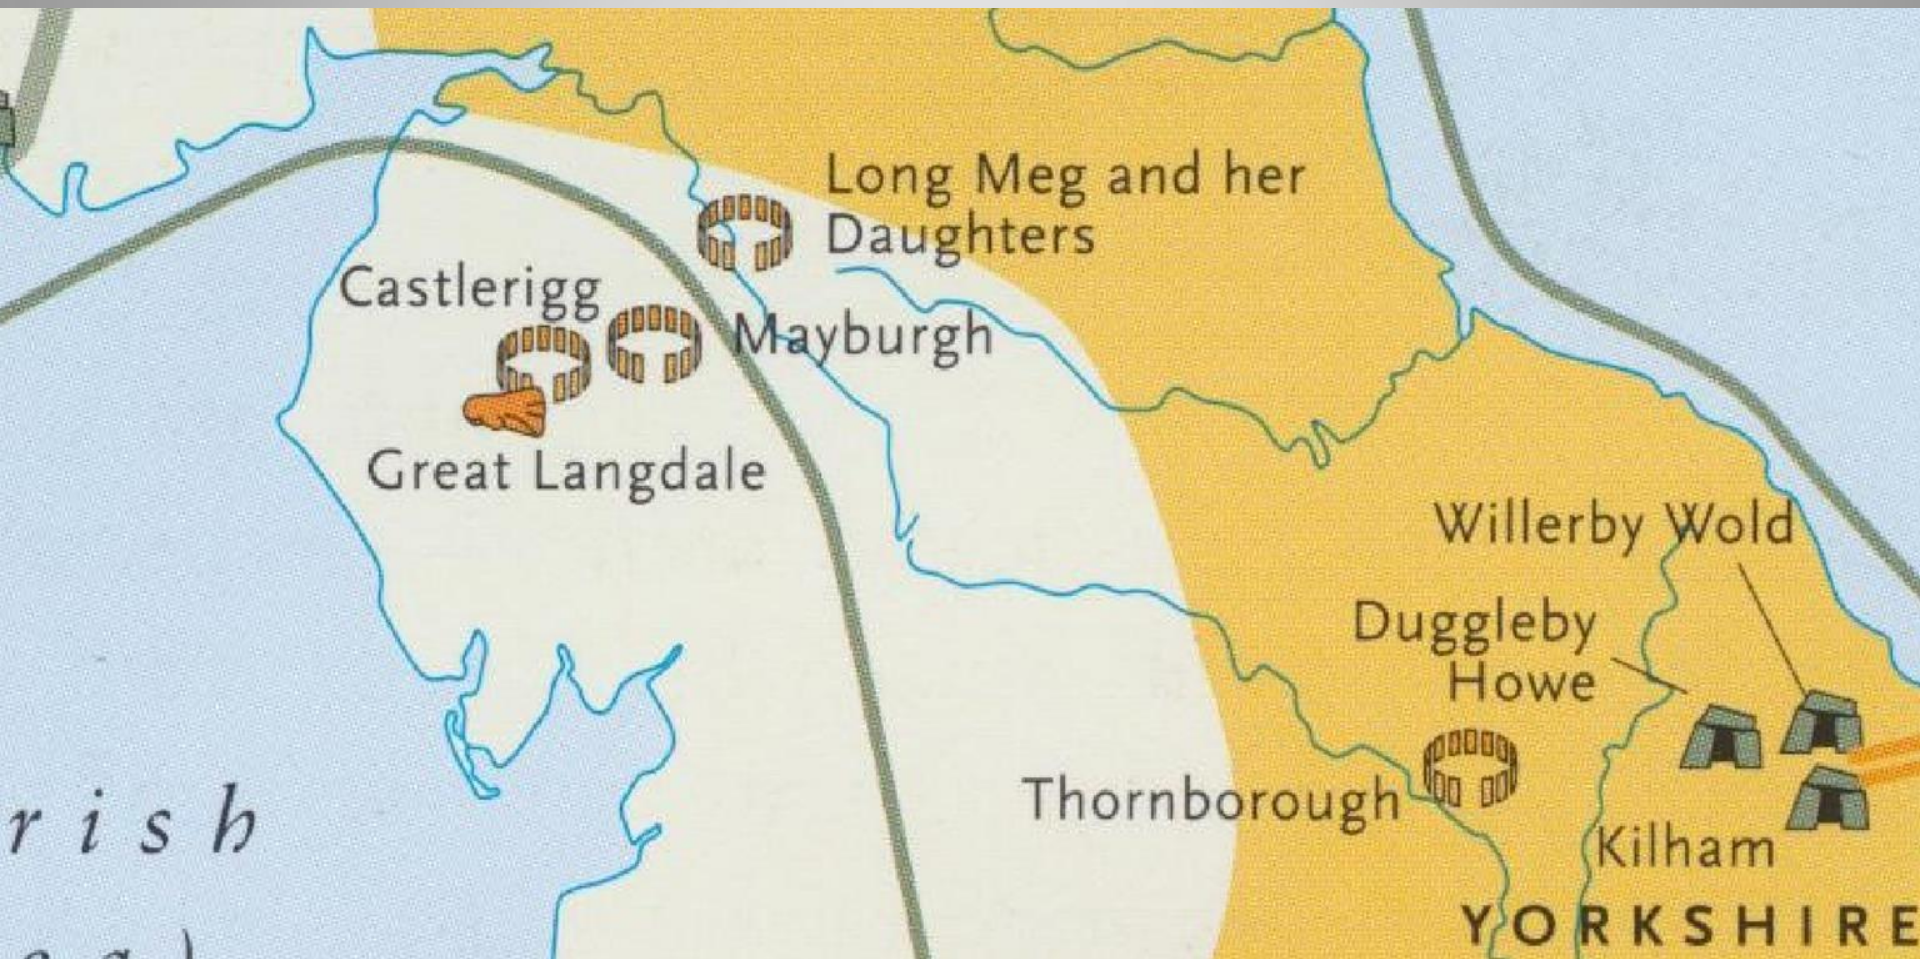 Long Meg and her
Daughters
Castlerigg
Mayburgh
Great Langdale
Willerby Wold
Duggleby
Howe
Thornborough
Kilham
rish
YORKSHIRE